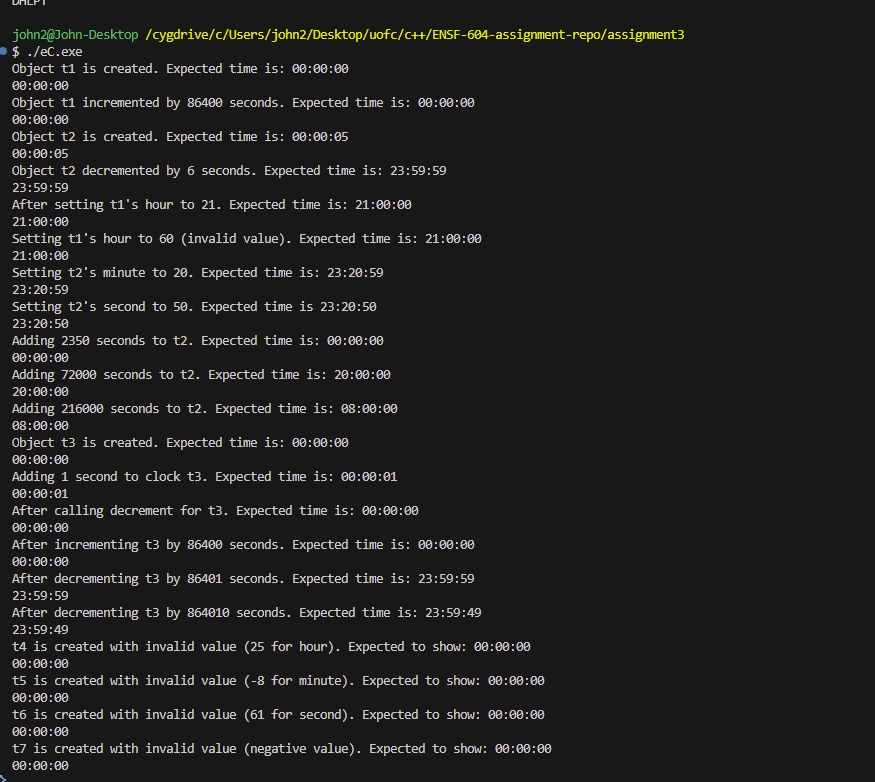 john2@John-Desktop /cygdrive/c/Users/john2/Desktop/uofc/c++/ENSF-604-assignment-repo/assignment3
$ ./eC.exe
Object t1 is created. Expected time is: 00:00:00
00:00:00
Object t1 incremented by 86400 seconds. Expected time is: 00:00:00
00:00:00
Object t2 is created. Expected time is: 00:00:05
00:00:05
Object t2 decremented by 6 seconds. Expected time is: 23:59:59
23:59:59
After setting t1's hour to 21. Expected time is: 21:00:00
21:00:00
Setting t1's hour to 60 (invalid value). Expected time is: 21:00:00
21:00:00
Setting t2's minute to 20. Expected time is: 23:20:59
23:20:59
Setting t2's second to 50. Expected time is 23:20:50
23:20:50
Adding 2350 seconds to t2. Expected time is: 00:00:00
00:00:00
Adding 72000 seconds to t2. Expected time is: 20:00:00
20:00:00
Adding 216000 seconds to t2. Expected time is: 08:00:00
08:00:00
Object t3 is created. Expected time is: 00:00:00
00:00:00
Adding 1 second to clock t3. Expected time is: 00:00:01
00:00:01
After calling decrement for t3. Expected time is: 00:00:00
00:00:00
After incrementing t3 by 86400 seconds. Expected time is: 00:00:00
00:00:00
After decrementing t3 by 86401 seconds. Expected time is: 23:59:59
23:59:59
After decrementing t3 by 864010 seconds. Expected time is: 23:59:49
23:59:49
t4 is created with invalid value (25 for hour). Expected to show: 00:00:00
00:00:00
t5 is created with invalid value (-8 for minute). Expected to show: 00:00:00
00:00:00
t6 is created with invalid value (61 for second). Expected to show: 00:00:00
00:00:00
t7 is created with invalid value (negative value). Expected to show: 00:00:00
00:00:00